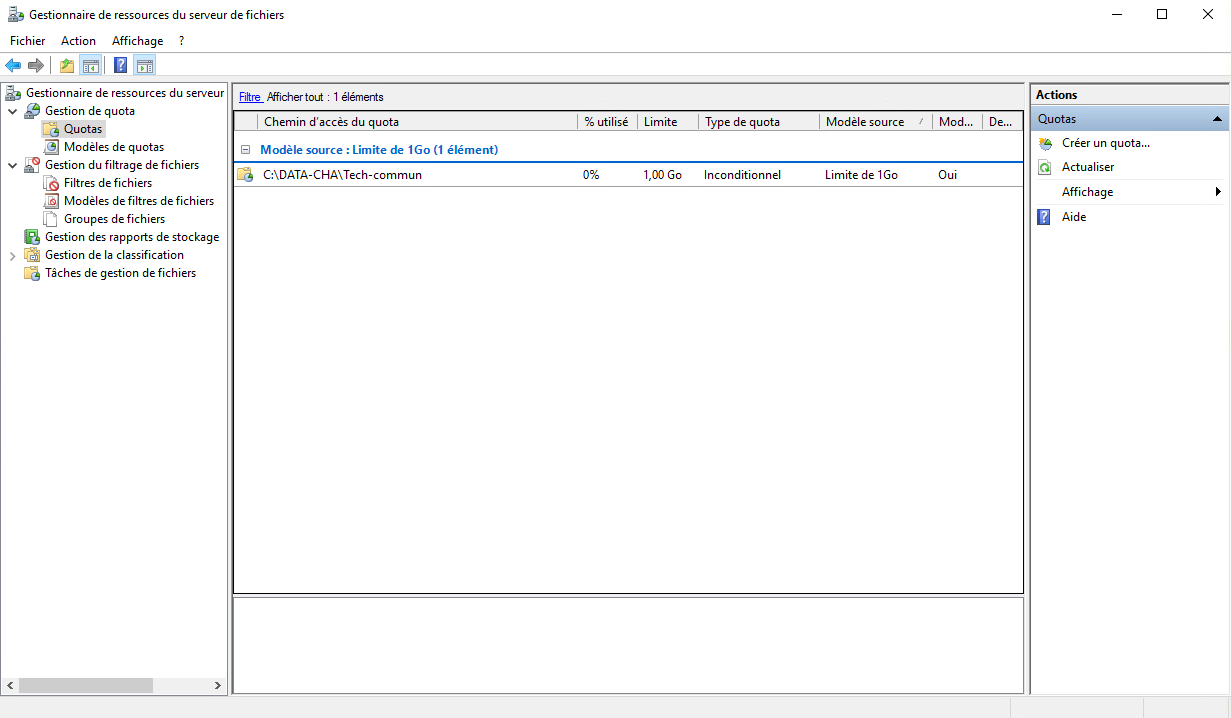 Gestionnaire de ressources du serveur de fichiers
Fichier Action Affichage ?
Gestionnaire de ressources du serveur
Gestion de quota
Quotas
Modèles de quotas
Gestion du filtrage de fichiers
Filtres de fichiers
Modèles de filtres de fichiers
Groupes de fichiers
Gestion des rapports de stockage
Gestion de la classification
Tâches de gestion de fichiers
Filtre Afficher tout : 1 éléments
Chemin d'accès du quota % utilisé Limite Type de quota Modèle source Mod... De...
Modèle source : Limite de 1Go (1 élément)
C:\DATA-CHA\Tech-commun 0% 1,00 Go Inconditionnel Limite de 1Go Oui
Actions
Quotas
Créer un quota...
Actualiser
Affichage
Aide